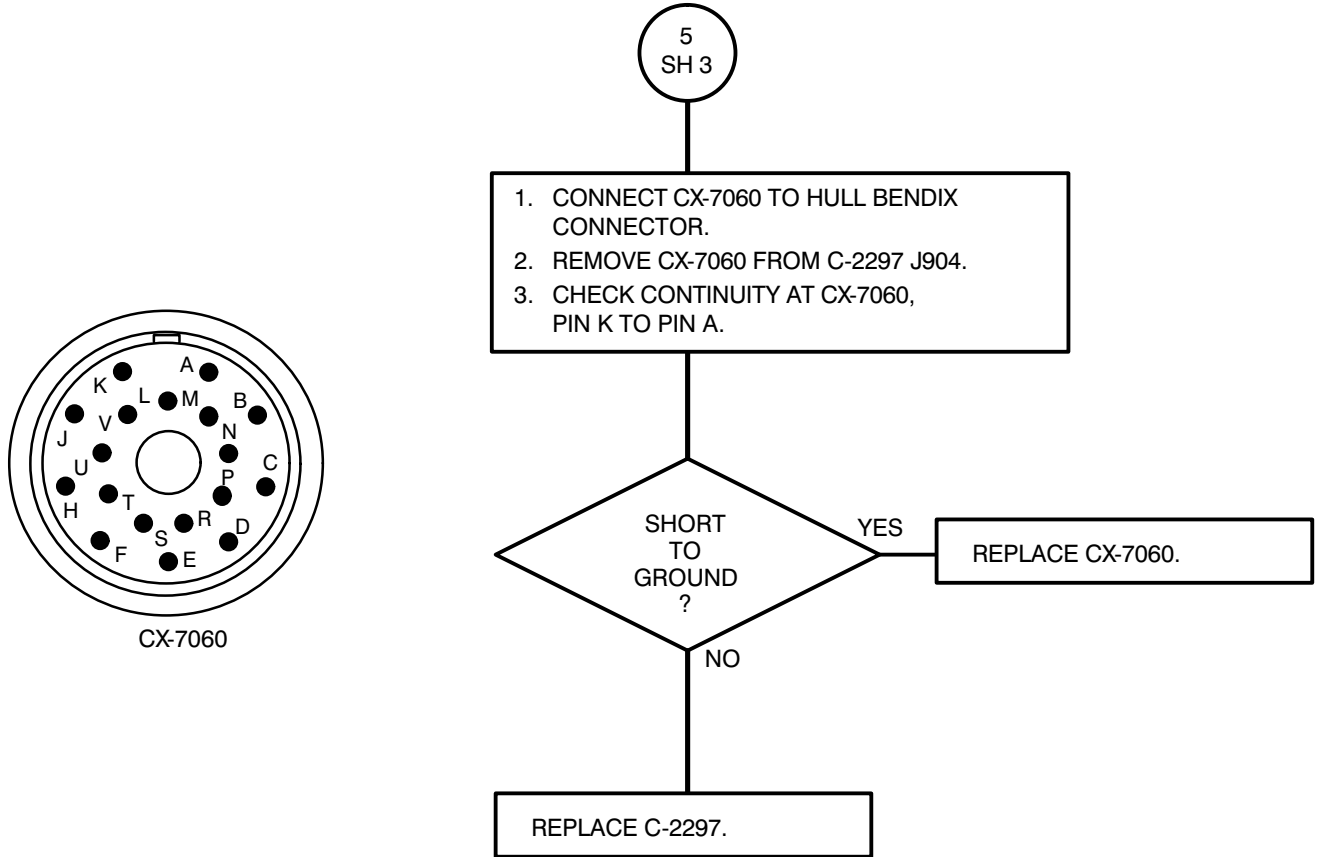 5
SH 3
1. CONNECT CX-7060 TO HULL BENDIX
CONNECTOR.
2. REMOVE CX-7060 FROM C-2297 J904.
3. CHECK CONTINUITY AT CX-7060,
PIN K TO PIN A.
K
A
L
M
B
J
V
N
U
C
P
H
T
R
D
S
F
E
CX-7060
SHORT
TO
GROUND
?
YES
REPLACE CX-7060.
NO
REPLACE C-2297.